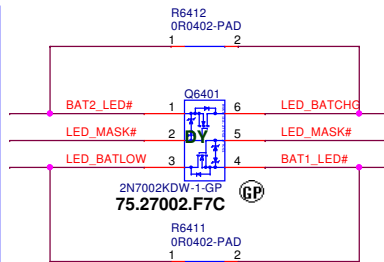 R6412
0R0402-PAD
1 2
Q6401
BAT2_LED# 1 6 LED_BATCHG
LED_MASK# 2 DY 5 LED_MASK#
LED_BATLOW 3 4 BAT1_LED#
2N7002KDW-1-GP
GP
75.27002.F7C
R6411
0R0402-PAD
1 2